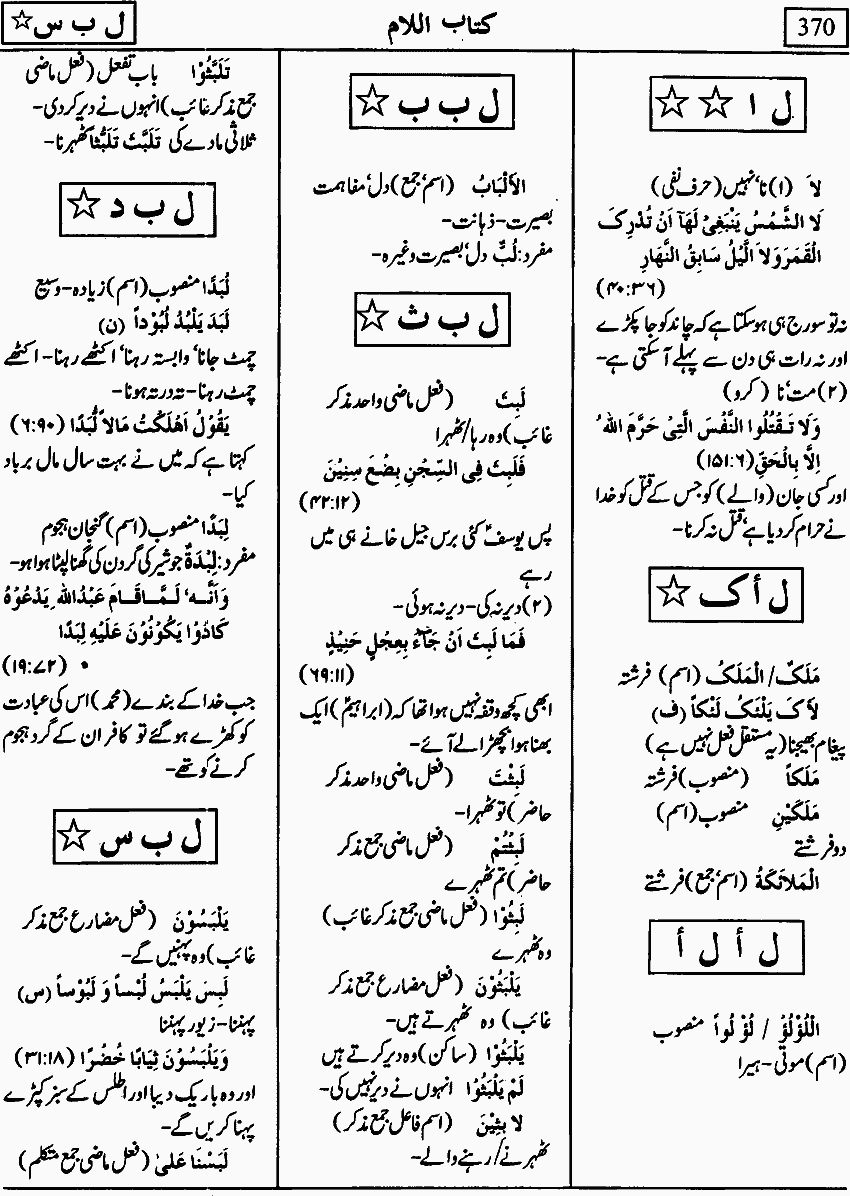 370
کتاب اللام
ل ب س ☆
ل ا ☆ ☆
لَا (ا) نا، نہیں (حرف نفی)
لَا الشَّمْسُ يَنْبَغِىْ لَهَآ اَنْ تُدْرِكَ
الْقَمَرَ وَلَا الَّيْلُ سَابِقُ النَّهَارِ
(۴۰:۳۶)
نہ تو سورج ہی ہو سکتا ہے کہ چاند کو جا پکڑے
اور نہ رات ہی دن سے پہلے آ سکتی ہے-
(۲) مت، نا (کرو)
وَلَا تَقْتُلُوا النَّفْسَ الَّتِىْ حَرَّمَ اللهُ
اِلَّا بِالْحَقِّ (۱۵۱:۶)
اور کسی جان (والے) کو جس کے قتل کو خدا
نے حرام کر دیا ہے، قتل نہ کرنا-
ل أ ک ☆
مَلَکٌ/ الْمَلَکُ (اسم) فرشتہ
لَأَکَ يَلْئَکُ لَئْکاً (ف)
پیغام بھیجنا (یہ مستقل فعل نہیں ہے)
مَلَکاً (منصوب) فرشتہ
مَلَکَيْنِ منصوب (اسم)
دو فرشتے
الْمَلَائِکَةُ (اسم، جمع) فرشتے
ل أ ل أ
اللُّوْلُوُ / لُوْلُواً منصوب
(اسم) موتی-ہیرا
ل ب ب ☆
الْاَلْبَابُ (اسم، جمع) دل، مفاہمت
بصیرت-ذہانت-
مفرد: لُبٌّ دل، بصیرت وغیرہ-
ل ب ث ☆
لَبِثَ (فعل ماضی واحد مذکر
غائب) وہ رہا/ٹھہرا
فَلَبِثَ فِى السِّجْنِ بِضْعَ سِنِيْنَ
(۴۲:۱۲)
پس یوسفؑ کئی برس جیل خانے ہی میں
رہے
(۲) دیر نہ کی-دیر نہ ہوئی-
فَمَا لَبِثَ اَنْ جَآءَ بِعِجْلٍ حَنِيْذٍ
(۶۹:۱۱)
ابھی کچھ وقفہ نہیں ہوا تھا کہ (ابراہیمؑ) ایک
بھنا ہوا بچھڑا لے آئے-
لَبِثْتَ (فعل ماضی واحد مذکر
حاضر) تو ٹھہرا-
لَبِثْتُمْ (فعل ماضی جمع مذکر
حاضر) تم ٹھہرے
لَبِثُوْا (فعل ماضی جمع مذکر غائب)
وہ ٹھہرے
يَلْبَثُوْنَ (فعل مضارع جمع مذکر
غائب) وہ ٹھہرتے ہیں-
يَلْبَثُوْا (ساکن) وہ دیر کرتے ہیں
لَمْ يَلْبَثُوْا انہوں نے دیر نہیں کی-
لَا بِثِيْنَ (اسم فاعل جمع مذکر)
ٹھہرنے/رہنے والے-
تَلَبَّثُوْا باب تفعل (فعل ماضی
جمع مذکر غائب) انہوں نے دیر کر دی-
ثلاثی مادے کی تَلَبَّثَ تَلَبُّثاً ٹھہرنا-
ل ب د ☆
لُبَدًا منصوب (اسم) زیادہ-وسیع
لَبَدَ يَلْبُدُ لُبُوْداً (ن)
چمٹ جانا، وابستہ رہنا، اکٹھے رہنا-اکٹھے
چمٹ رہنا-تہ در تہ ہونا-
يَقُوْلُ اَهْلَكْتُ مَالًا لُّبَدًا (۶:۹۰)
کہتا ہے کہ میں نے بہت سال مال برباد
کیا-
لِبَدًا منصوب (اسم) گنجان ہجوم
مفرد: لِبْدَةٌ جو شیر کی گردن کی گھنا لپٹا ہوا ہو-
وَاَنَّهٗ لَمَّا قَامَ عَبْدُ اللهِ يَدْعُوْهُ
كَادُوْا يَكُوْنُوْنَ عَلَيْهِ لِبَدًا
(۱۹:۷۲)
جب خدا کے بندے (محمدؐ) اس کی عبادت
کو کھڑے ہو گئے تو کافر ان کے گرد ہجوم
کرنے کو تھے-
ل ب س ☆
يَلْبَسُوْنَ (فعل مضارع جمع مذکر
غائب) وہ پہنیں گے-
لَبِسَ يَلْبَسُ لُبْساً وَ لَبُوْساً (س)
پہننا-زیور پہننا
وَيَلْبَسُوْنَ ثِيَابًا خُضْرًا (۳۱:۱۸)
اور وہ باریک دیبا اور اطلس کے سبز کپڑے
پہنا کریں گے-
لَبَسْنَا عَلیٰ (فعل ماضی جمع متکلم)